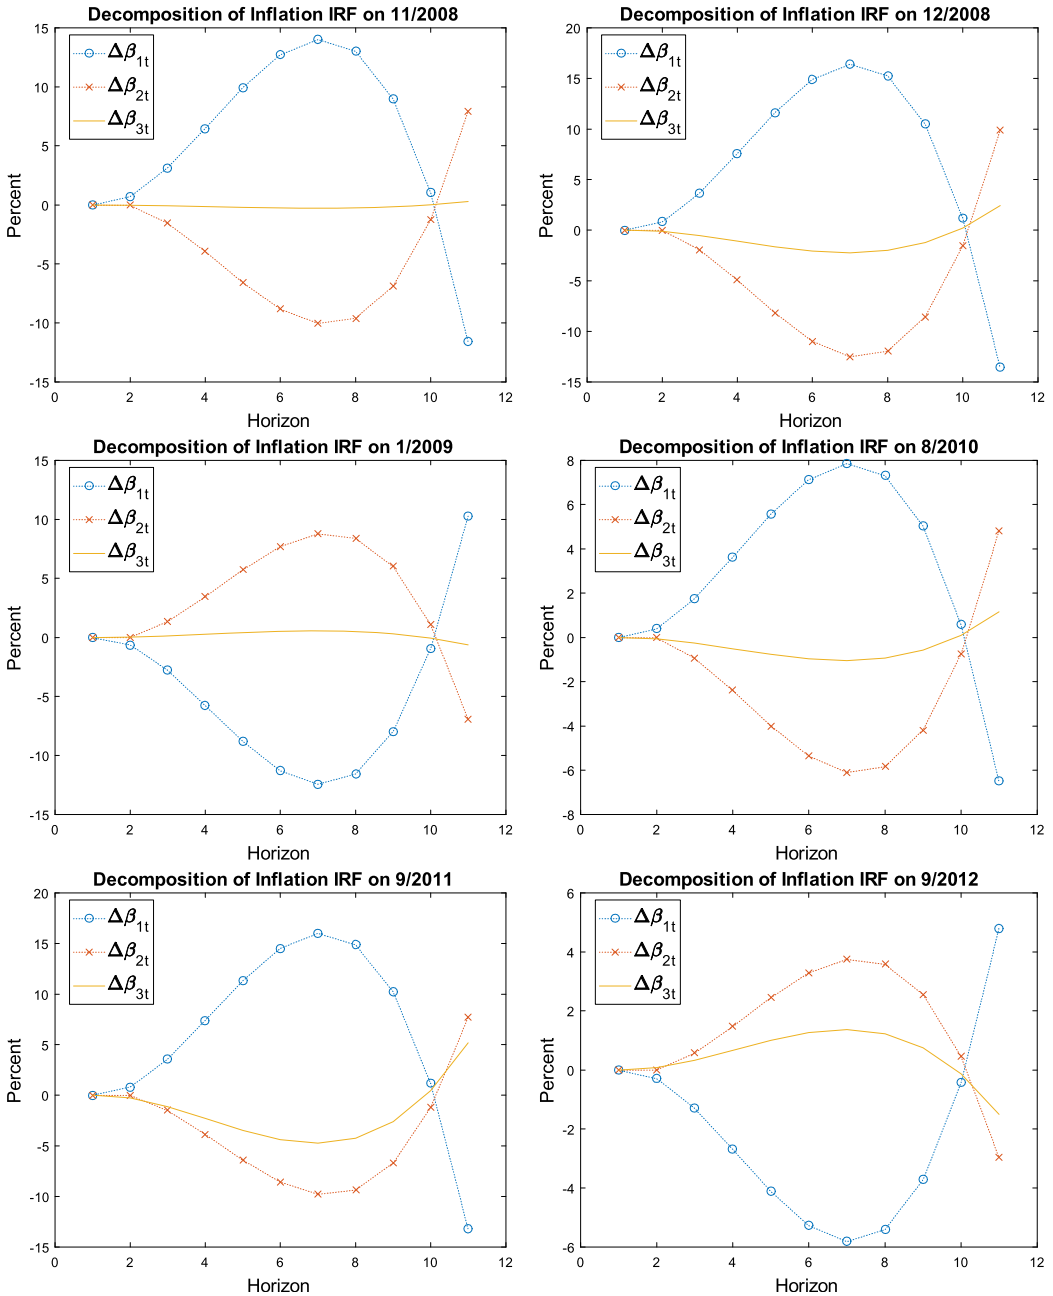 Decomposition of Inflation IRF on 11/2008
15
10
5
0
-5
-10
-15
0
2
4
6
8
10
12
Percent
Horizon
Δβ1t
Δβ2t
Δβ3t
Decomposition of Inflation IRF on 12/2008
20
15
10
5
0
-5
-10
-15
0
2
4
6
8
10
12
Percent
Horizon
Δβ1t
Δβ2t
Δβ3t
Decomposition of Inflation IRF on 1/2009
15
10
5
0
-5
-10
-15
0
2
4
6
8
10
12
Percent
Horizon
Δβ1t
Δβ2t
Δβ3t
Decomposition of Inflation IRF on 8/2010
8
6
4
2
0
-2
-4
-6
-8
0
2
4
6
8
10
12
Percent
Horizon
Δβ1t
Δβ2t
Δβ3t
Decomposition of Inflation IRF on 9/2011
20
15
10
5
0
-5
-10
-15
0
2
4
6
8
10
12
Percent
Horizon
Δβ1t
Δβ2t
Δβ3t
Decomposition of Inflation IRF on 9/2012
6
4
2
0
-2
-4
-6
0
2
4
6
8
10
12
Percent
Horizon
Δβ1t
Δβ2t
Δβ3t